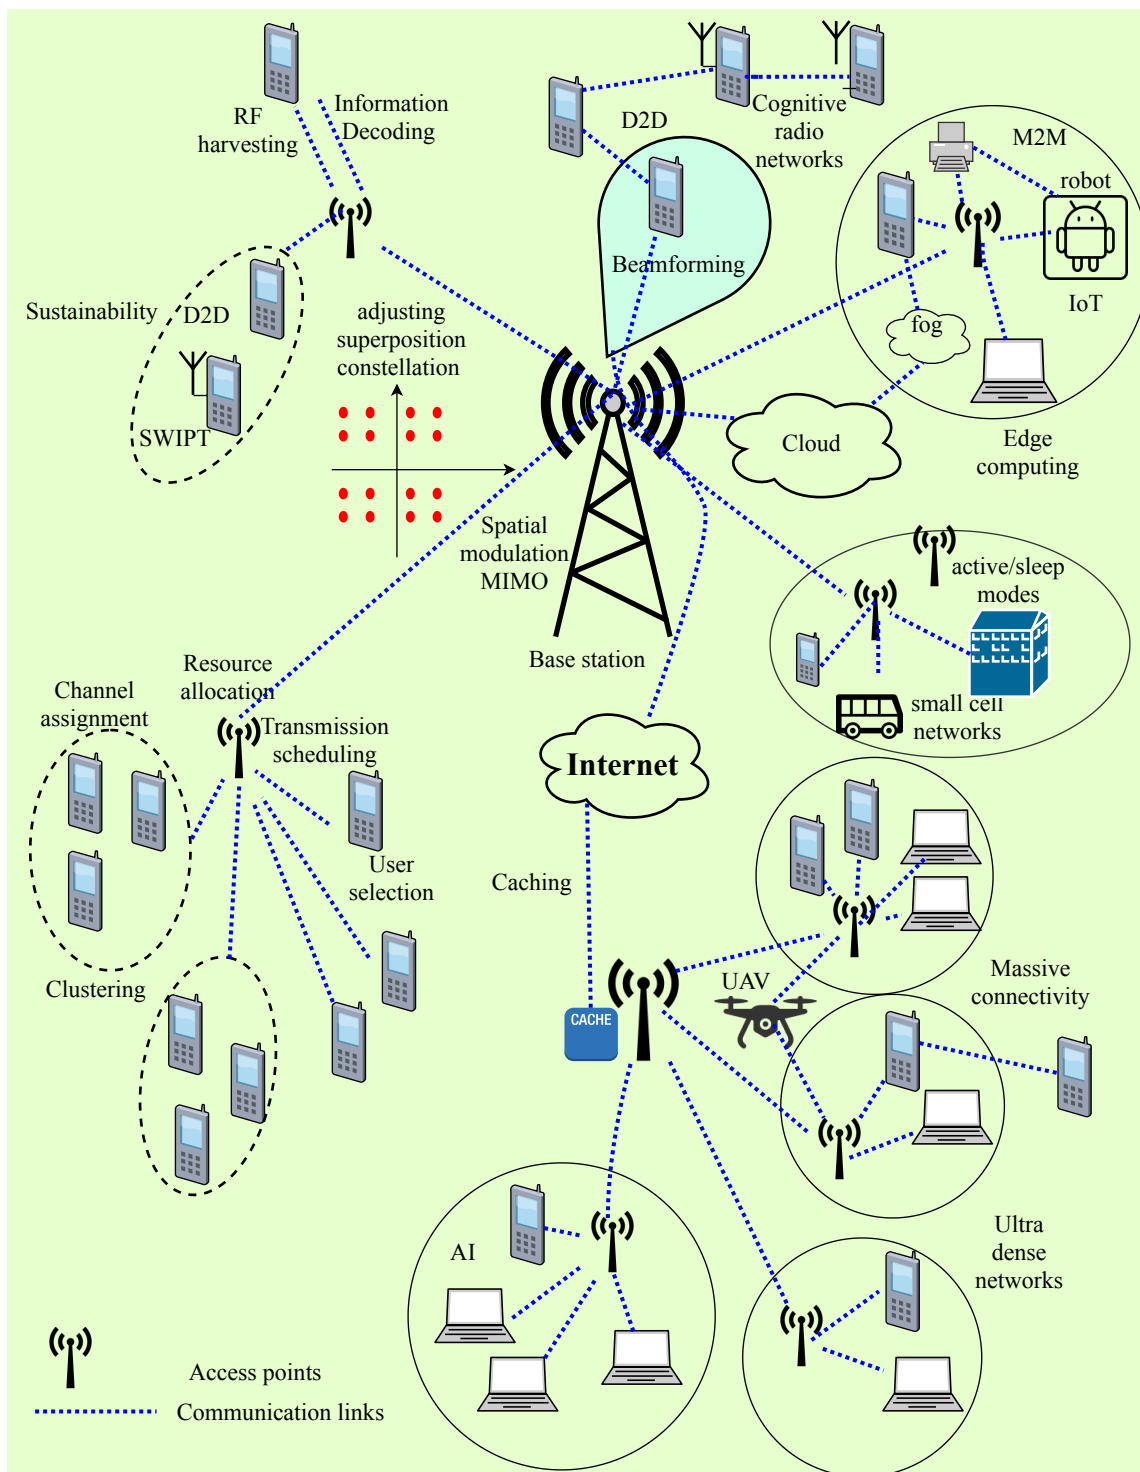 RF
harvesting
Information
Decoding
D2D
Cognitive
radio
networks
M2M
robot
IoT
fog
Edge
computing
Beamforming
Sustainability
D2D
SWIPT
adjusting
superposition
constellation
Cloud
Spatial
modulation
MIMO
Base station
active/sleep
modes
small cell
networks
Resource
allocation
Channel
assignment
Transmission
scheduling
User
selection
Clustering
Internet
Caching
CACHE
UAV
Massive
connectivity
AI
Ultra
dense
networks
Access points
Communication links